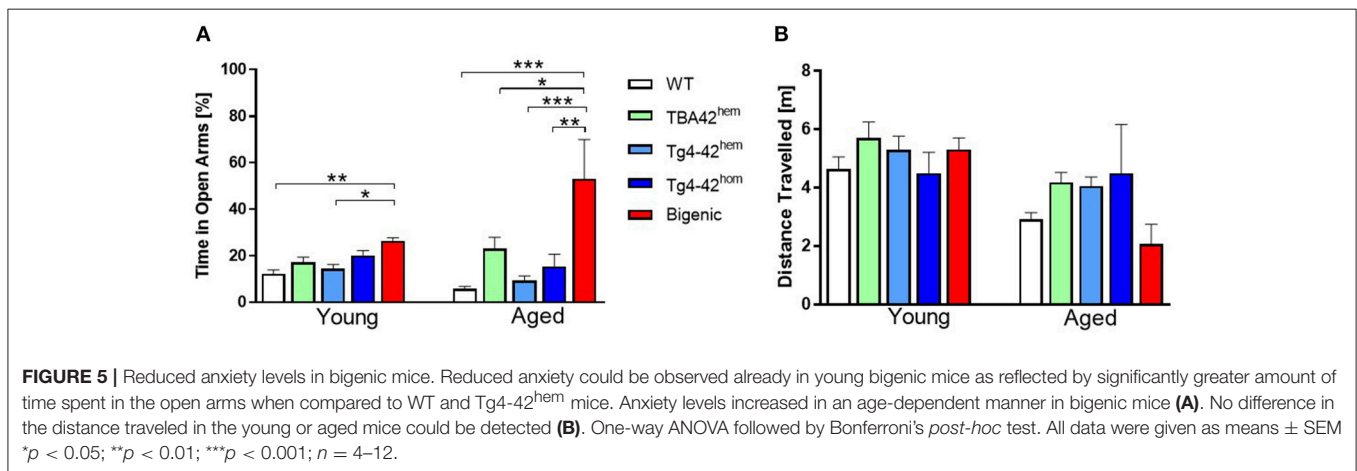 A
B
Time in Open Arms [%]
100
80
60
40
20
0
**
*
***
*
***
**
Young
Aged
WT
TBA42hem
Tg4-42hem
Tg4-42hom
Bigenic
Distance Travelled [m]
8
6
4
2
0
Young
Aged
FIGURE 5 | Reduced anxiety levels in bigenic mice. Reduced anxiety could be observed already in young bigenic mice as reflected by significantly greater amount of
time spent in the open arms when compared to WT and Tg4-42hem mice. Anxiety levels increased in an age-dependent manner in bigenic mice (A). No difference in
the distance traveled in the young or aged mice could be detected (B). One-way ANOVA followed by Bonferroni's post-hoc test. All data were given as means ± SEM
*p < 0.05; **p < 0.01; ***p < 0.001; n = 4–12.